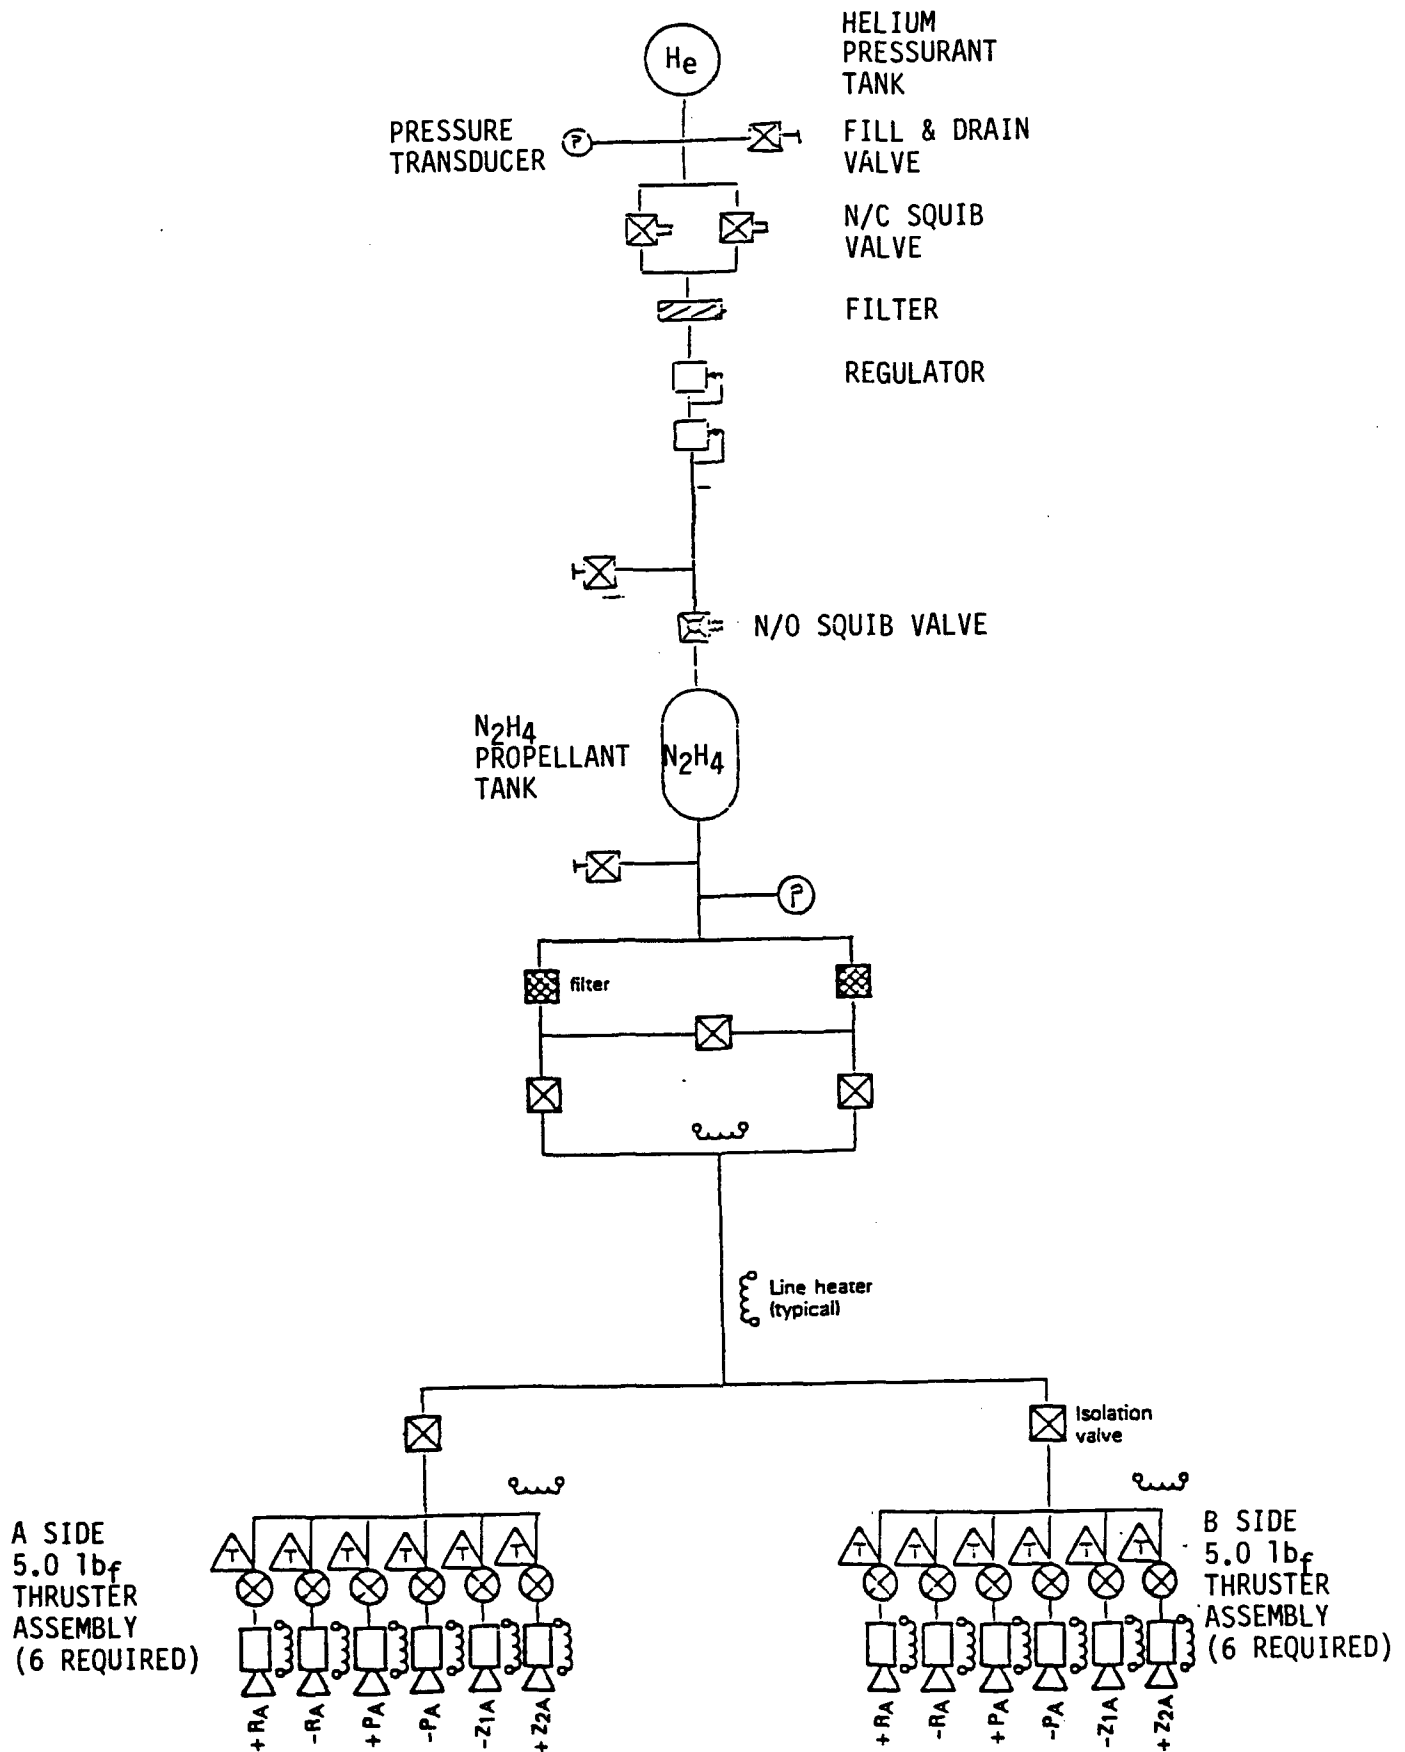 He
HELIUM
PRESSURANT
TANK
PRESSURE
TRANSDUCER
P
FILL & DRAIN
VALVE
N/C SQUIB
VALVE
FILTER
REGULATOR
N/O SQUIB VALVE
N2H4
PROPELLANT
TANK
N2H4
P
filter
Line heater
(typical)
Isolation
valve
A SIDE
5.0 lbf
THRUSTER
ASSEMBLY
(6 REQUIRED)
T T T T T T
+RA -RA +PA -PA -Z1A +Z2A
B SIDE
5.0 lbf
THRUSTER
ASSEMBLY
(6 REQUIRED)
T T T T T T
+RA -RA +PA -PA -Z1A +Z2A